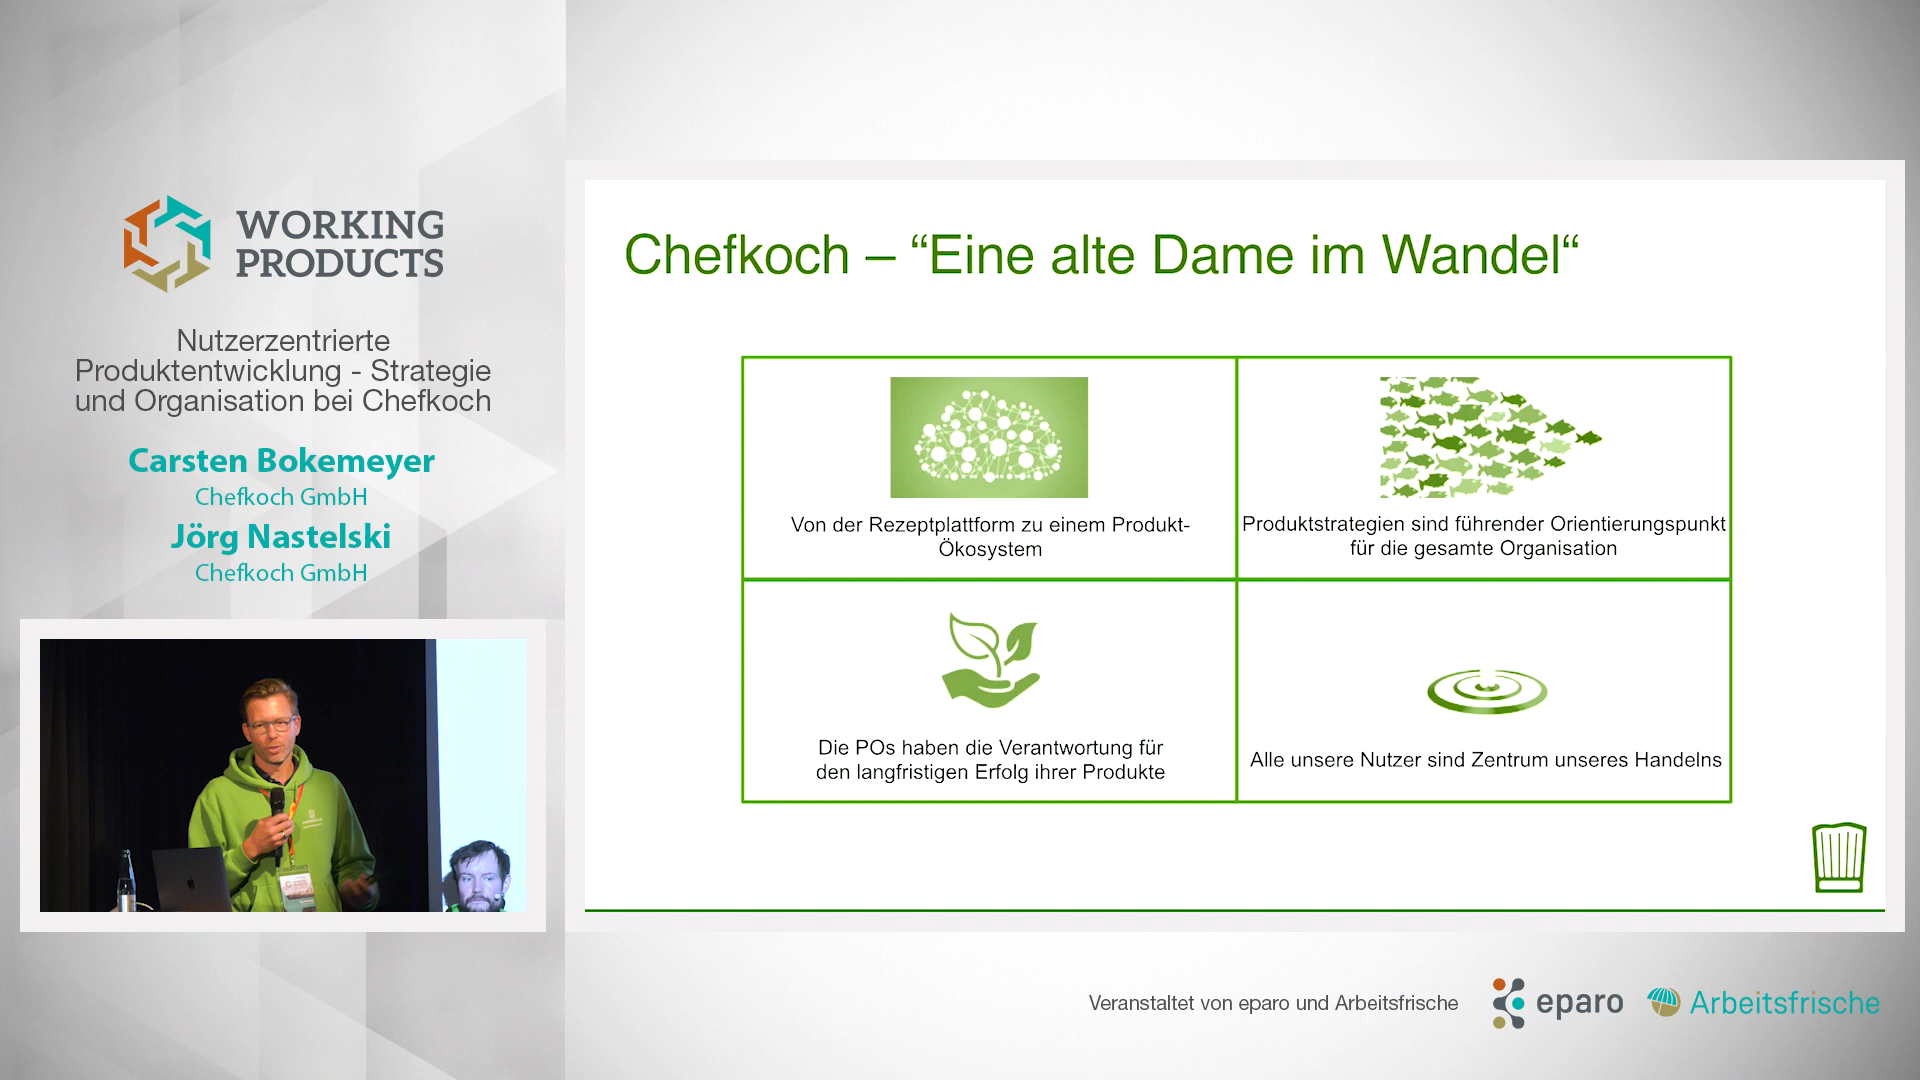 WORKING
PRODUCTS
Nutzerzentrierte
Produktentwicklung - Strategie
und Organisation bei Chefkoch
Carsten Bokemeyer
Chefkoch GmbH
Jörg Nastelski
Chefkoch GmbH
Chefkoch – “Eine alte Dame im Wandel“
Von der Rezeptplattform zu einem Produkt-
Ökosystem
Produktstrategien sind führender Orientierungspunkt
für die gesamte Organisation
Die POs haben die Verantwortung für
den langfristigen Erfolg ihrer Produkte
Alle unsere Nutzer sind Zentrum unseres Handelns
Veranstaltet von eparo und Arbeitsfrische
eparo
Arbeitsfrische